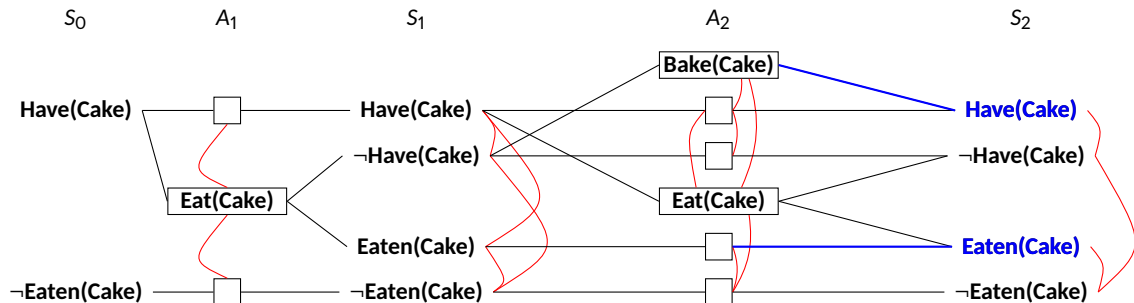 S0 A1 S1 A2 S2
Bake(Cake)
Have(Cake) Have(Cake) Have(Cake)
¬Have(Cake) ¬Have(Cake)
Eat(Cake) Eat(Cake)
Eaten(Cake) Eaten(Cake)
¬Eaten(Cake) ¬Eaten(Cake) ¬Eaten(Cake)